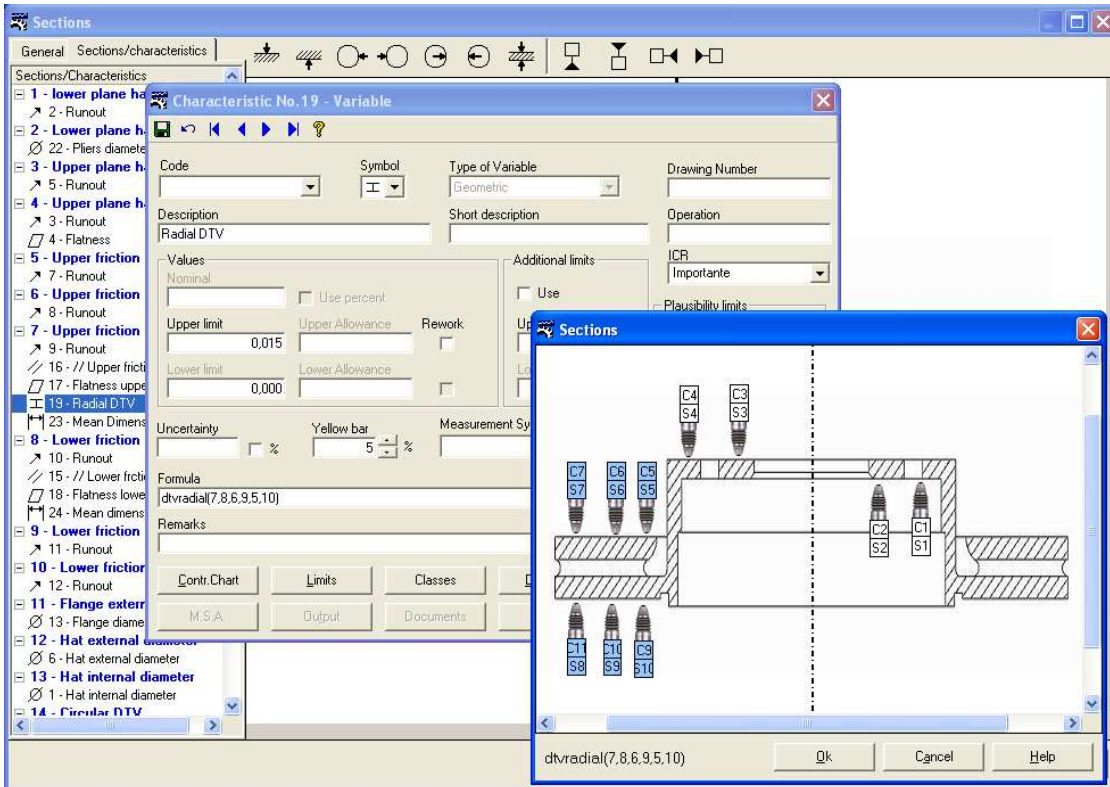 Sections
General Sections/characteristics
Sections/Characteristics
1 - lower plane ha
2 - Runout
2 - Lower plane h
22 - Pliers diamete
3 - Upper plane h
5 - Runout
4 - Upper plane h
3 - Runout
4 - Flatness
5 - Upper friction
7 - Runout
6 - Upper friction
8 - Runout
7 - Upper friction
9 - Runout
16 - // Upper fricti
17 - Flatness uppe
19 - Radial DTV
23 - Mean Dimens
8 - Lower friction
10 - Runout
15 - // Lower frcti
18 - Flatness lowe
24 - Mean dimens
9 - Lower friction
11 - Runout
10 - Lower friction
12 - Runout
11 - Flange extern
13 - Flange diame
12 - Hat external diameter
6 - Hat external diameter
13 - Hat internal diameter
1 - Hat internal diameter
14 - Circular DTV
Characteristic No.19 - Variable
Code Symbol Type of Variable Drawing Number
Geometric
Description Short description Operation
Radial DTV
Values Additional limits ICR
Nominal Importante
Use percent Use
Plausibility limits
Upper limit Upper Allowance Rework Up
0,015
Lower limit Lower Allowance Lo
0,000
Uncertainty Yellow bar Measurement Sy
% 5 %
Formula
dtvradial(7,8,6,9,5,10)
Remarks
Contr.Chart Limits Classes
M.S.A Output Documents
Sections
C4 C3
S4 S3
C7 C6 C5
S7 S6 S5
C2 C1
S2 S1
C11 C10 C9
S8 S9 S10
dtvradial(7,8,6,9,5,10) Ok Cancel Help